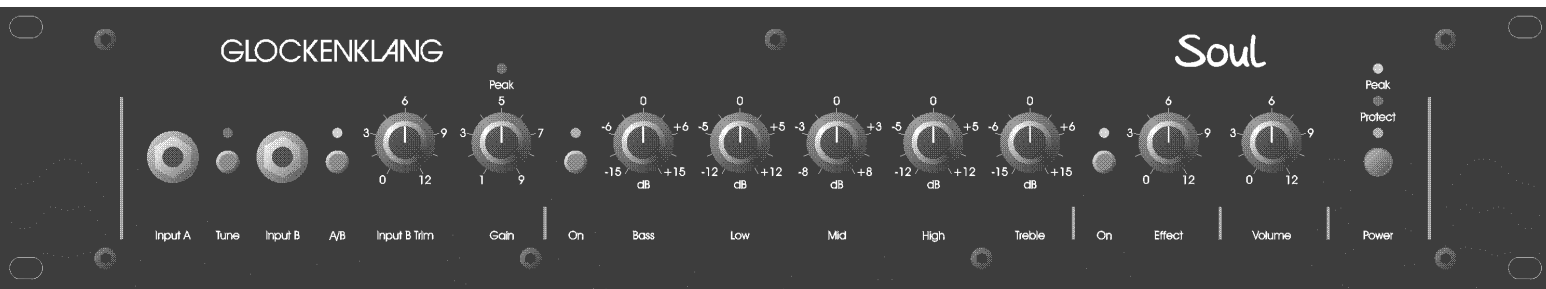 GLOCKENKLANG
Soul
Peak
Peak
Protect
6
3 9
0 12
5
3 7
1 9
0
-6 +6
-15 +15
dB
0
-5 +5
-12 +12
dB
0
-3 +3
-8 +8
dB
0
-5 +5
-12 +12
dB
0
-6 +6
-15 +15
dB
6
3 9
0 12
6
3 9
0 12
Input A Tune Input B A/B Input B Trim Gain On Bass Low Mid High Treble On Effect Volume Power